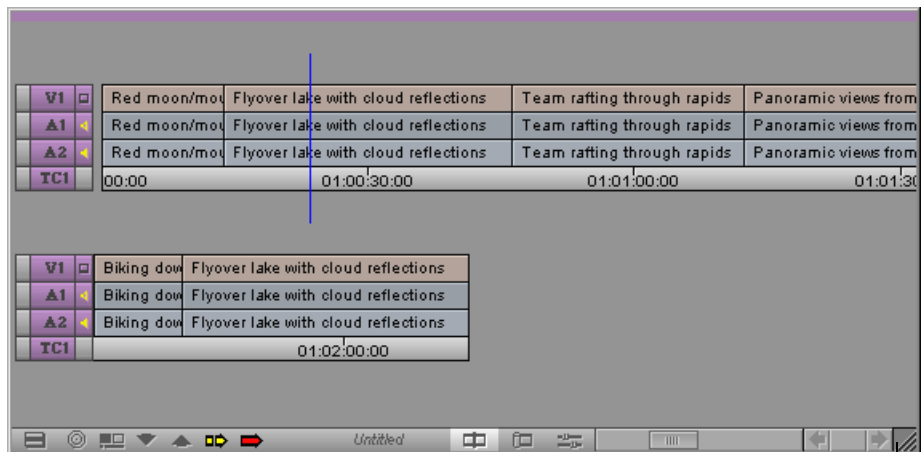 V1 Red moon/mou Flyover lake with cloud reflections Team rafting through rapids Panoramic views from
A1 Red moon/mou Flyover lake with cloud reflections Team rafting through rapids Panoramic views from
A2 Red moon/mou Flyover lake with cloud reflections Team rafting through rapids Panoramic views from
TC1 00:00 01:00:30:00 01:01:00:00 01:01:30
V1 Biking dow Flyover lake with cloud reflections
A1 Biking dow Flyover lake with cloud reflections
A2 Biking dow Flyover lake with cloud reflections
TC1 01:02:00:00
Untitled